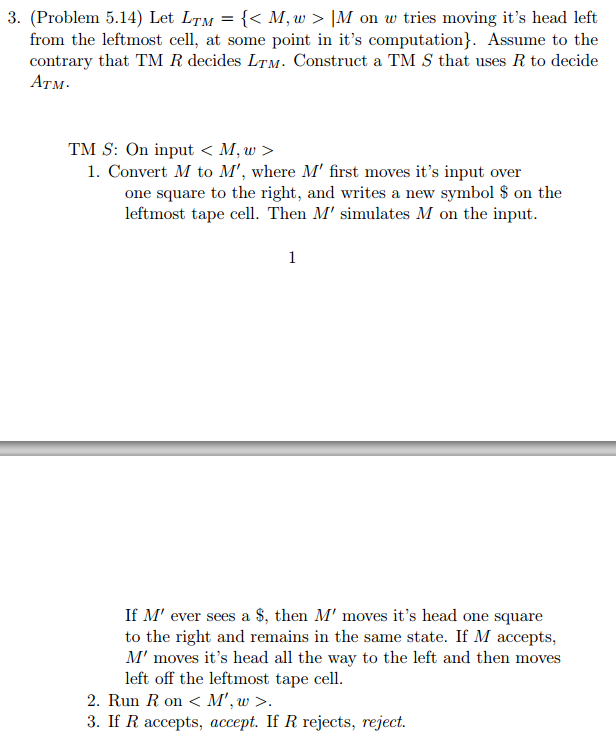 3. (Problem 5.14) Let L_TM = {< M, w > |M on w tries moving it's head left
from the leftmost cell, at some point in it's computation}. Assume to the
contrary that TM R decides L_TM. Construct a TM S that uses R to decide
A_TM.
TM S: On input < M, w >
1. Convert M to M′, where M′ first moves it's input over
one square to the right, and writes a new symbol $ on the
leftmost tape cell. Then M′ simulates M on the input.
1
If M′ ever sees a $, then M′ moves it's head one square
to the right and remains in the same state. If M accepts,
M′ moves it's head all the way to the left and then moves
left off the leftmost tape cell.
2. Run R on < M′, w >.
3. If R accepts, accept. If R rejects, reject.